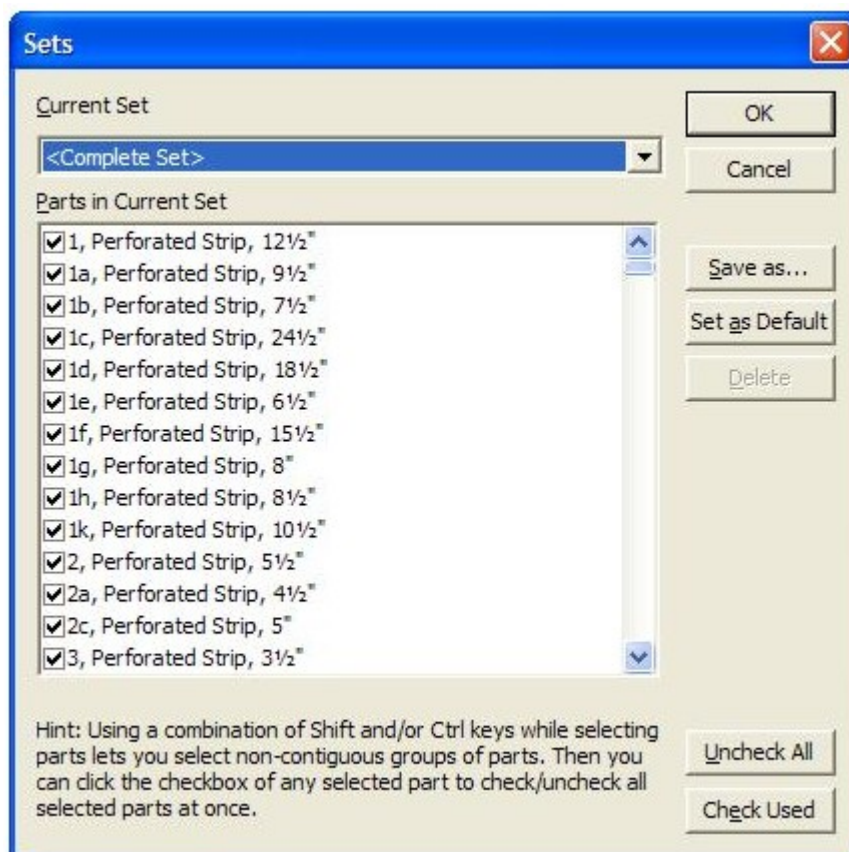 Sets
Current Set
<Complete Set>
Parts in Current Set
1, Perforated Strip, 12½"
1a, Perforated Strip, 9½"
1b, Perforated Strip, 7½"
1c, Perforated Strip, 24½"
1d, Perforated Strip, 18½"
1e, Perforated Strip, 6½"
1f, Perforated Strip, 15½"
1g, Perforated Strip, 8"
1h, Perforated Strip, 8½"
1k, Perforated Strip, 10½"
2, Perforated Strip, 5½"
2a, Perforated Strip, 4½"
2c, Perforated Strip, 5"
3, Perforated Strip, 3½"
OK
Cancel
Save as...
Set as Default
Delete
Hint: Using a combination of Shift and/or Ctrl keys while selecting
parts lets you select non-contiguous groups of parts. Then you
can click the checkbox of any selected part to check/uncheck all
selected parts at once.
Uncheck All
Check Used